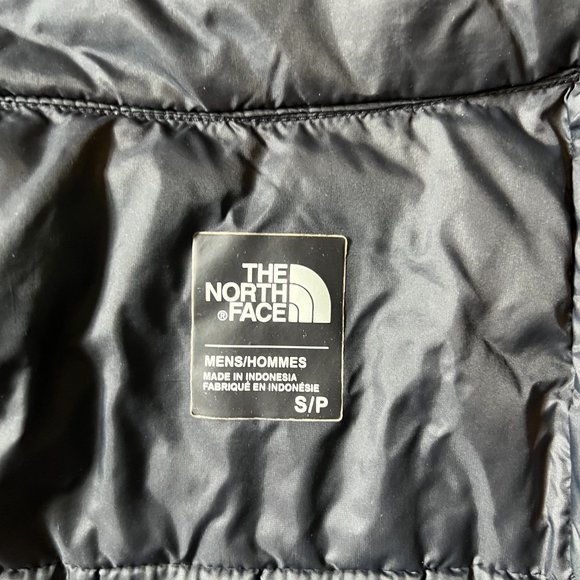 THE
NORTH
® FACE
MENS/HOMMES
MADE IN INDONESIA
FABRIQUÉ EN INDONÉSIE
S/P